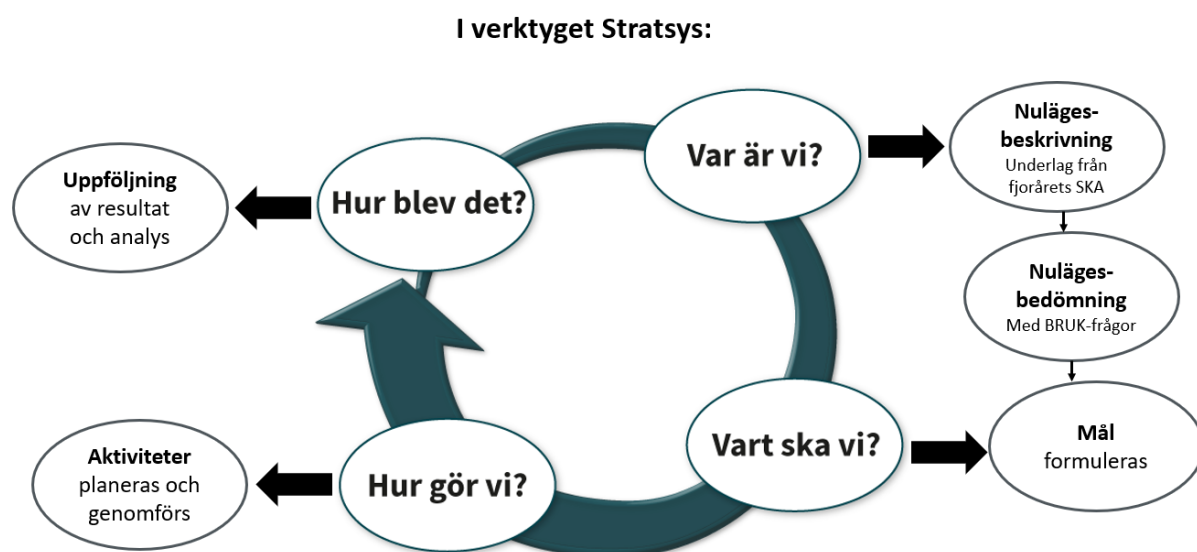 I verktyget Stratsys:
Var är vi?
Nuläges-
beskrivning
Underlag från
fjorårets SKA
Nuläges-
bedömning
Med BRUK-frågor
Vart ska vi?
Mål
formuleras
Hur gör vi?
Aktiviteter
planeras och
genomförs
Hur blev det?
Uppföljning
av resultat
och analys